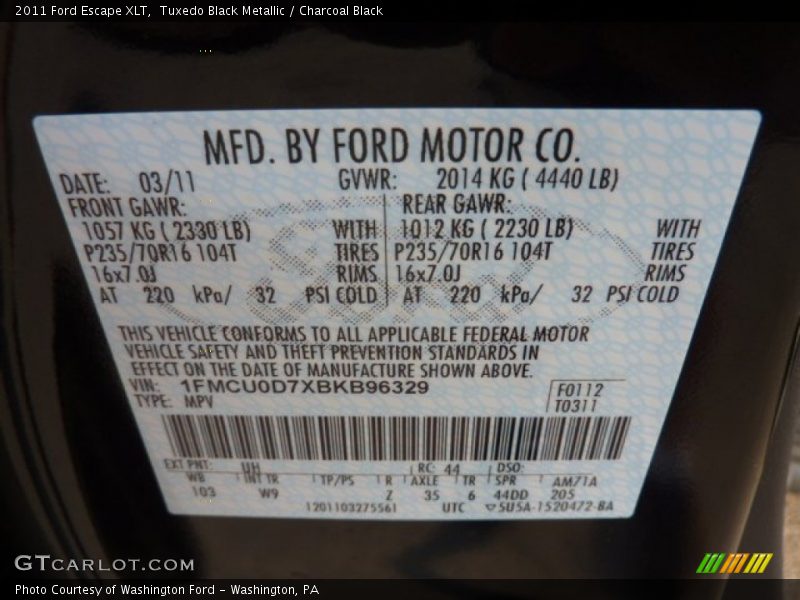 2011 Ford Escape XLT, Tuxedo Black Metallic / Charcoal Black
MFD. BY FORD MOTOR CO.
DATE: 03/11 GVWR: 2014 KG ( 4440 LB)
FRONT GAWR: REAR GAWR:
1057 KG ( 2330 LB) WITH 1012 KG ( 2230 LB) WITH
P235/70R16 104T TIRES P235/70R16 104T TIRES
16x7.0J RIMS 16x7.0J RIMS
AT 220 kPa/ 32 PSI COLD AT 220 kPa/ 32 PSI COLD
THIS VEHICLE CONFORMS TO ALL APPLICABLE FEDERAL MOTOR
VEHICLE SAFETY AND THEFT PREVENTION STANDARDS IN
EFFECT ON THE DATE OF MANUFACTURE SHOWN ABOVE.
VIN: 1FMCU0D7XBKB96329 F0112
TYPE: MPV T0311
EXT PNT: UH RC: 44 DSO:
WB INT TR TP/PS R AXLE TR SPR AM71A
103 W9 Z 35 6 44DD 205
1201103275561 UTC ▽5U5A-1520472-BA
GTCARLOT.COM
Photo Courtesy of Washington Ford - Washington, PA